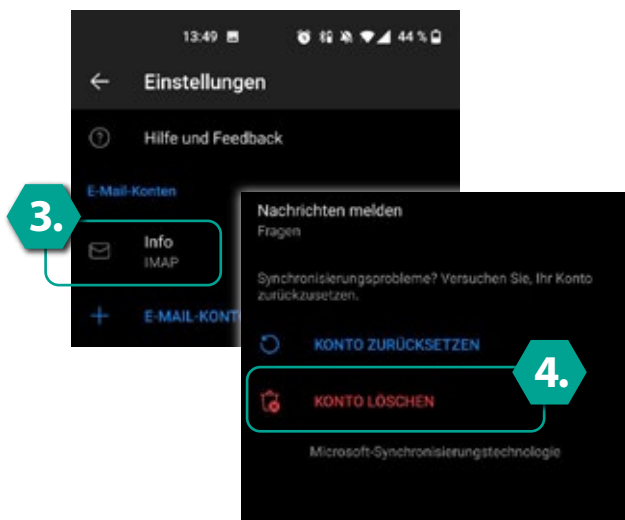 13:49 44 %
Einstellungen
Hilfe und Feedback
E-Mail-Konten
3.
Info
IMAP
E-MAIL-KONT
Nachrichten melden
Fragen
Synchronisierungsprobleme? Versuchen Sie, Ihr Konto
zurückzusetzen.
KONTO ZURÜCKSETZEN
4.
KONTO LÖSCHEN
Microsoft-Synchronisierungstechnologie